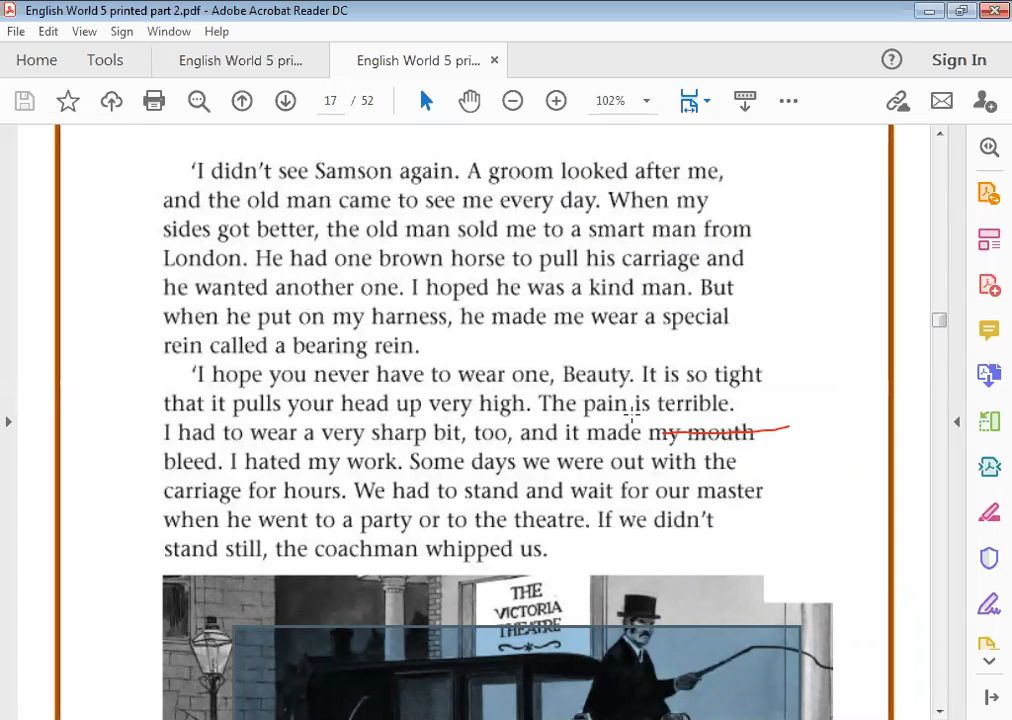 English World 5 printed part 2.pdf - Adobe Acrobat Reader DC
File Edit View Sign Window Help
Home Tools English World 5 pri... English World 5 pri... × Sign In
17 / 52 102%
‘I didn’t see Samson again. A groom looked after me,
and the old man came to see me every day. When my
sides got better, the old man sold me to a smart man from
London. He had one brown horse to pull his carriage and
he wanted another one. I hoped he was a kind man. But
when he put on my harness, he made me wear a special
rein called a bearing rein.
‘I hope you never have to wear one, Beauty. It is so tight
that it pulls your head up very high. The pain is terrible.
I had to wear a very sharp bit, too, and it made my mouth
bleed. I hated my work. Some days we were out with the
carriage for hours. We had to stand and wait for our master
when he went to a party or to the theatre. If we didn’t
stand still, the coachman whipped us.
THE
VICTORIA
THEATRE